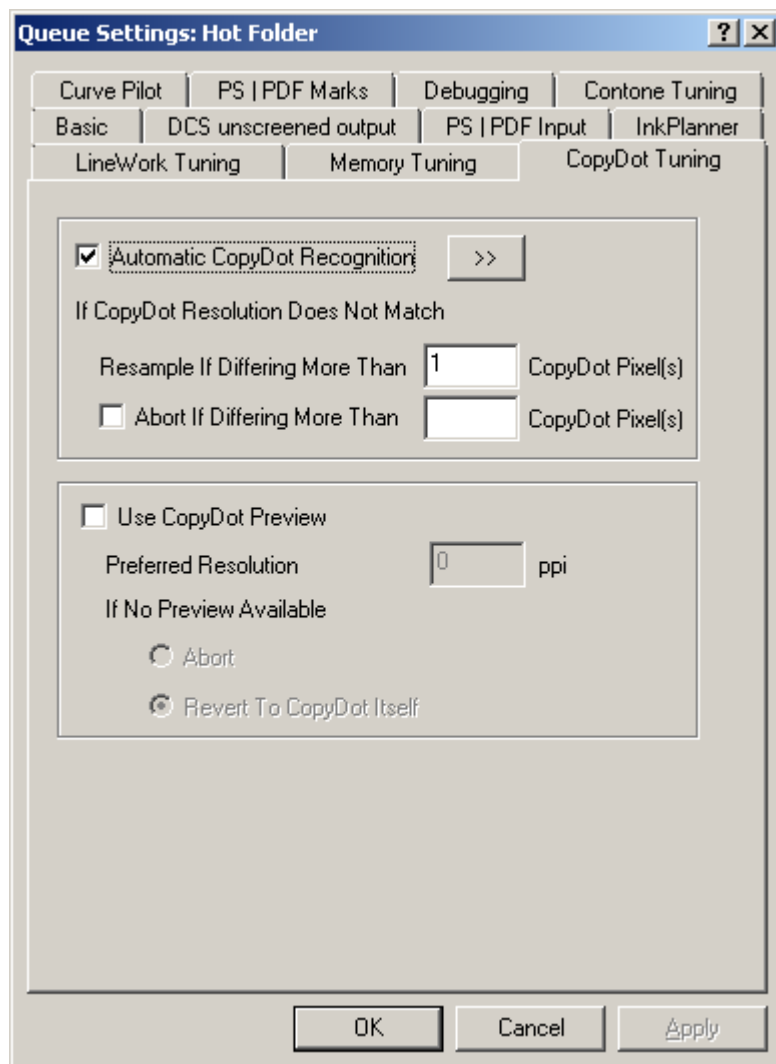 Queue Settings: Hot Folder
Curve Pilot PS | PDF Marks Debugging Contone Tuning
Basic DCS unscreened output PS | PDF Input InkPlanner
LineWork Tuning Memory Tuning CopyDot Tuning
Automatic CopyDot Recognition >>
If CopyDot Resolution Does Not Match
Resample If Differing More Than 1 CopyDot Pixel(s)
Abort If Differing More Than CopyDot Pixel(s)
Use CopyDot Preview
Preferred Resolution 0 ppi
If No Preview Available
Abort
Revert To CopyDot Itself
OK Cancel Apply